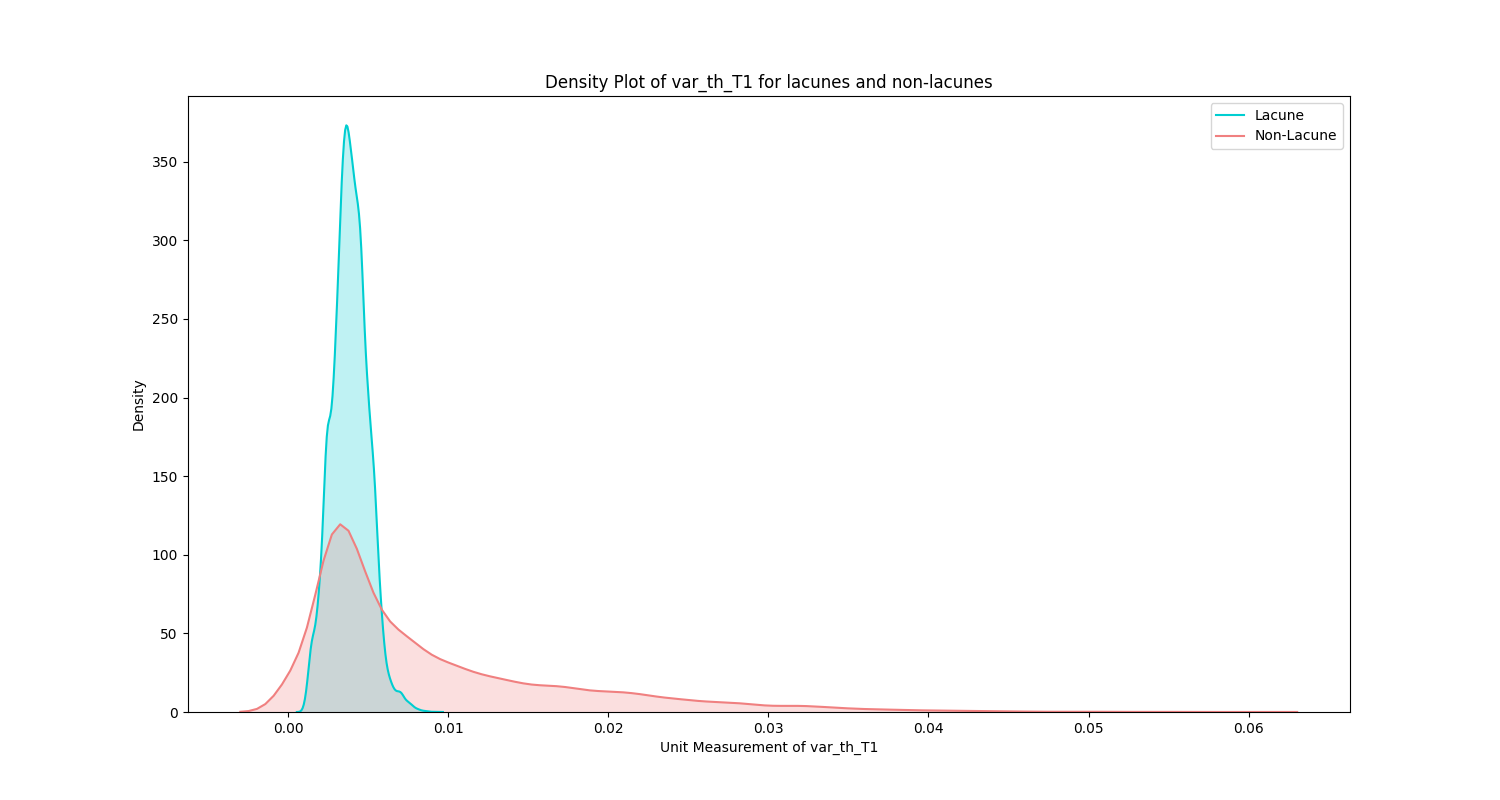 Density Plot of var_th_T1 for lacunes and non-lacunes
Lacune
Non-Lacune
350
300
250
200
150
100
50
0
Density
0.00 0.01 0.02 0.03 0.04 0.05 0.06
Unit Measurement of var_th_T1